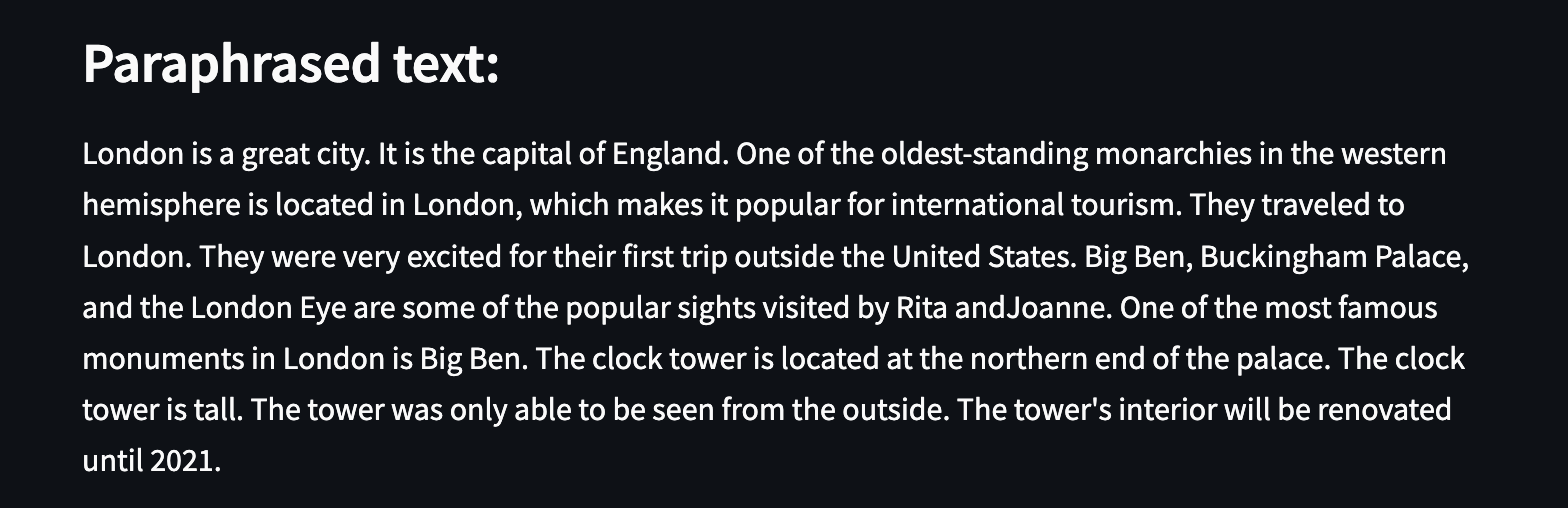 Paraphrased text:
London is a great city. It is the capital of England. One of the oldest-standing monarchies in the western
hemisphere is located in London, which makes it popular for international tourism. They traveled to
London. They were very excited for their first trip outside the United States. Big Ben, Buckingham Palace,
and the London Eye are some of the popular sights visited by Rita andJoanne. One of the most famous
monuments in London is Big Ben. The clock tower is located at the northern end of the palace. The clock
tower is tall. The tower was only able to be seen from the outside. The tower's interior will be renovated
until 2021.